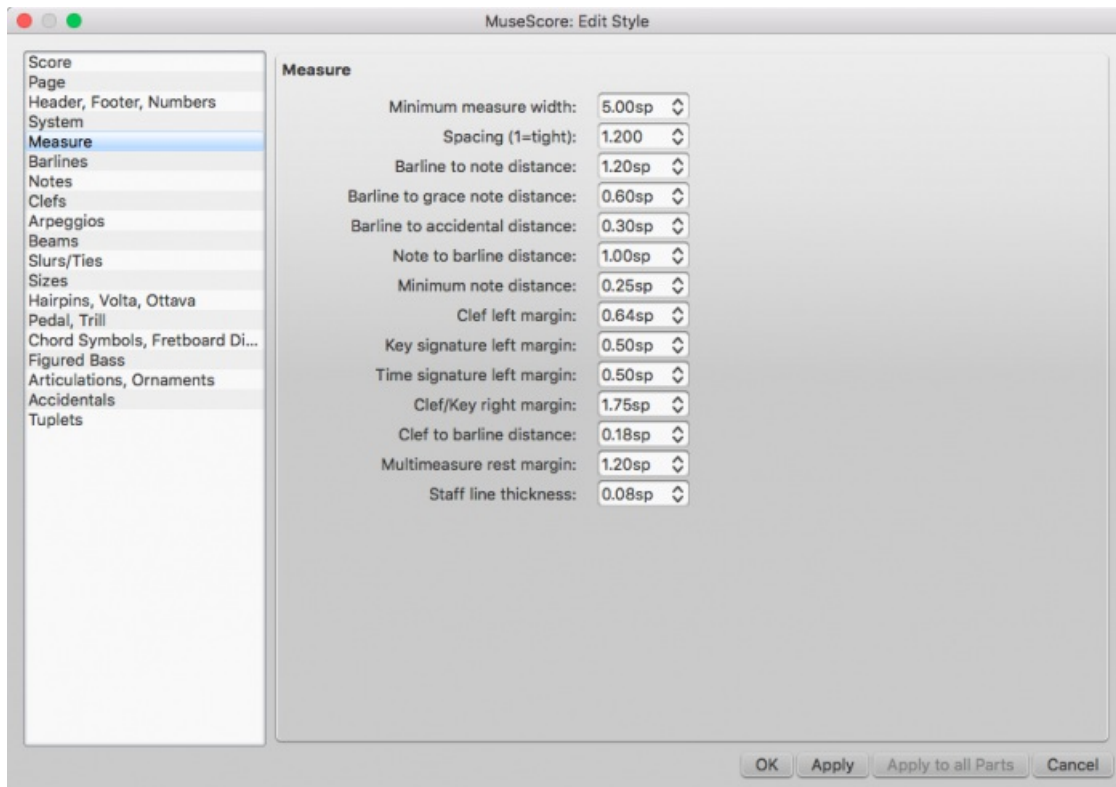 MuseScore: Edit Style
Score
Page
Header, Footer, Numbers
System
Measure
Barlines
Notes
Clefs
Arpeggios
Beams
Slurs/Ties
Sizes
Hairpins, Volta, Ottava
Pedal, Trill
Chord Symbols, Fretboard Di...
Figured Bass
Articulations, Ornaments
Accidentals
Tuplets
Measure
Minimum measure width: 5.00sp
Spacing (1=tight): 1.200
Barline to note distance: 1.20sp
Barline to grace note distance: 0.60sp
Barline to accidental distance: 0.30sp
Note to barline distance: 1.00sp
Minimum note distance: 0.25sp
Clef left margin: 0.64sp
Key signature left margin: 0.50sp
Time signature left margin: 0.50sp
Clef/Key right margin: 1.75sp
Clef to barline distance: 0.18sp
Multimeasure rest margin: 1.20sp
Staff line thickness: 0.08sp
OK Apply Apply to all Parts Cancel